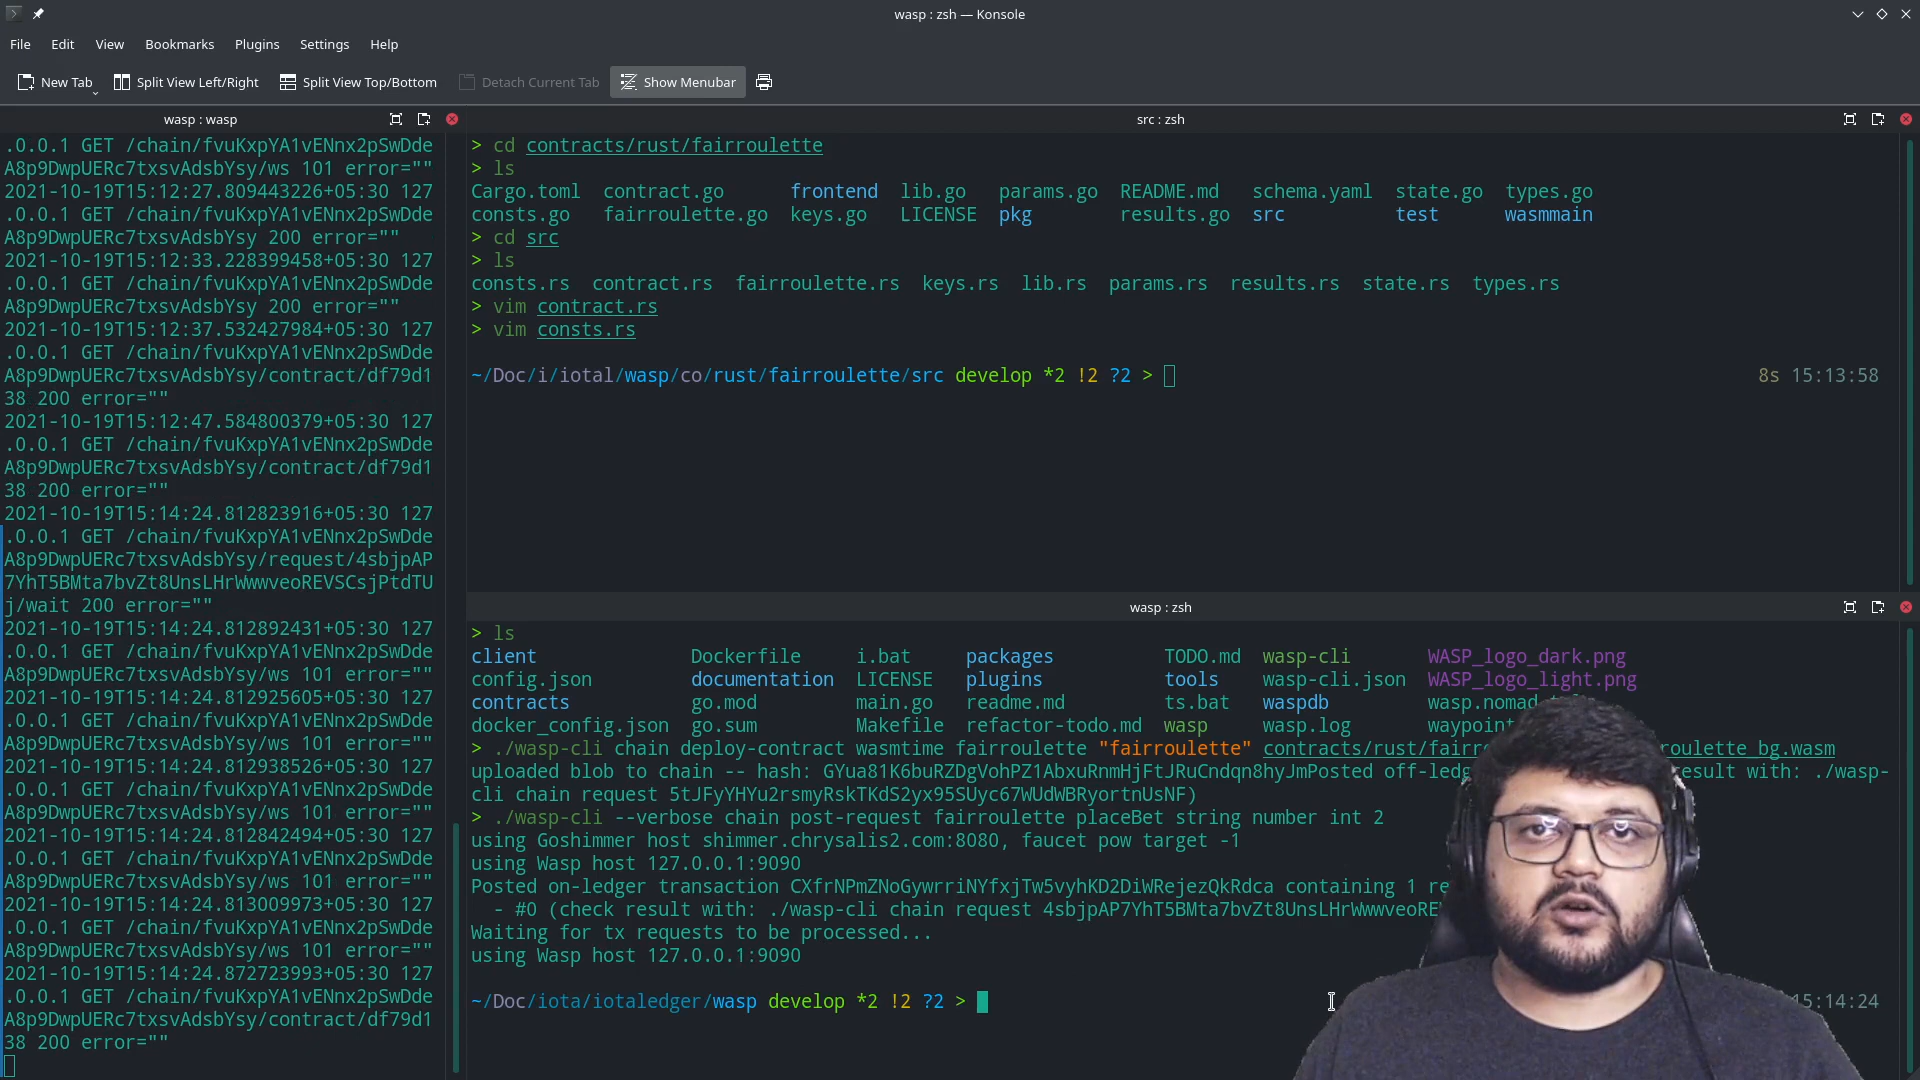 wasp : zsh — Konsole
File Edit View Bookmarks Plugins Settings Help
New Tab Split View Left/Right Split View Top/Bottom Detach Current Tab Show Menubar
wasp : wasp
.0.0.1 GET /chain/fvuKxpYA1vENnx2pSwDde
A8p9DwpUERc7txsvAdsbYsy/ws 101 error=""
2021-10-19T15:12:27.809443226+05:30 127
.0.0.1 GET /chain/fvuKxpYA1vENnx2pSwDde
A8p9DwpUERc7txsvAdsbYsy 200 error=""
2021-10-19T15:12:33.228399458+05:30 127
.0.0.1 GET /chain/fvuKxpYA1vENnx2pSwDde
A8p9DwpUERc7txsvAdsbYsy 200 error=""
2021-10-19T15:12:37.532427984+05:30 127
.0.0.1 GET /chain/fvuKxpYA1vENnx2pSwDde
A8p9DwpUERc7txsvAdsbYsy/contract/df79d1
38 200 error=""
2021-10-19T15:12:47.584800379+05:30 127
.0.0.1 GET /chain/fvuKxpYA1vENnx2pSwDde
A8p9DwpUERc7txsvAdsbYsy/contract/df79d1
38 200 error=""
2021-10-19T15:14:24.812823916+05:30 127
.0.0.1 GET /chain/fvuKxpYA1vENnx2pSwDde
A8p9DwpUERc7txsvAdsbYsy/request/4sbjpAP
7YhT5BMta7bvZt8UnsLHrWwwveoREVSCsjPtdTU
j/wait 200 error=""
2021-10-19T15:14:24.812892431+05:30 127
.0.0.1 GET /chain/fvuKxpYA1vENnx2pSwDde
A8p9DwpUERc7txsvAdsbYsy/ws 101 error=""
2021-10-19T15:14:24.812925605+05:30 127
.0.0.1 GET /chain/fvuKxpYA1vENnx2pSwDde
A8p9DwpUERc7txsvAdsbYsy/ws 101 error=""
2021-10-19T15:14:24.812938526+05:30 127
.0.0.1 GET /chain/fvuKxpYA1vENnx2pSwDde
A8p9DwpUERc7txsvAdsbYsy/ws 101 error=""
2021-10-19T15:14:24.812842494+05:30 127
.0.0.1 GET /chain/fvuKxpYA1vENnx2pSwDde
A8p9DwpUERc7txsvAdsbYsy/ws 101 error=""
2021-10-19T15:14:24.813009973+05:30 127
.0.0.1 GET /chain/fvuKxpYA1vENnx2pSwDde
A8p9DwpUERc7txsvAdsbYsy/ws 101 error=""
2021-10-19T15:14:24.872723993+05:30 127
.0.0.1 GET /chain/fvuKxpYA1vENnx2pSwDde
A8p9DwpUERc7txsvAdsbYsy/contract/df79d1
38 200 error=""
src : zsh
> cd contracts/rust/fairroulette
> ls
Cargo.toml contract.go frontend lib.go params.go README.md schema.yaml state.go types.go
consts.go fairroulette.go keys.go LICENSE pkg results.go src test wasmmain
> cd src
> ls
consts.rs contract.rs fairroulette.rs keys.rs lib.rs params.rs results.rs state.rs types.rs
> vim contract.rs
> vim consts.rs
~/Doc/i/iotal/wasp/co/rust/fairroulette/src develop *2 !2 ?2 > 8s 15:13:58
wasp : zsh
> ls
client Dockerfile i.bat packages TODO.md wasp-cli WASP_logo_dark.png
config.json documentation LICENSE plugins tools wasp-cli.json WASP_logo_light.png
contracts go.mod main.go readme.md ts.bat waspdb wasp.nomad
docker_config.json go.sum Makefile refactor-todo.md wasp wasp.log waypoint
> ./wasp-cli chain deploy-contract wasmtime fairroulette "fairroulette" contracts/rust/fairr roulette_bg.wasm
uploaded blob to chain -- hash: GYua81K6buRZDgVohPZ1AbxuRnmHjFtJRuCndqn8hyJmPosted off-led result with: ./wasp-
cli chain request 5tJFyYHYu2rsmyRskTKdS2yx95SUyc67WUdWBRyortnUsNF)
> ./wasp-cli --verbose chain post-request fairroulette placeBet string number int 2
using Goshimmer host shimmer.chrysalis2.com:8080, faucet pow target -1
using Wasp host 127.0.0.1:9090
Posted on-ledger transaction CXfrNPmZNoGywrriNYfxjTw5vyhKD2DiWRejezQkRdca containing 1 re
- #0 (check result with: ./wasp-cli chain request 4sbjpAP7YhT5BMta7bvZt8UnsLHrWwwveoRE
Waiting for tx requests to be processed...
using Wasp host 127.0.0.1:9090
~/Doc/iota/iotaledger/wasp develop *2 !2 ?2 > 15:14:24